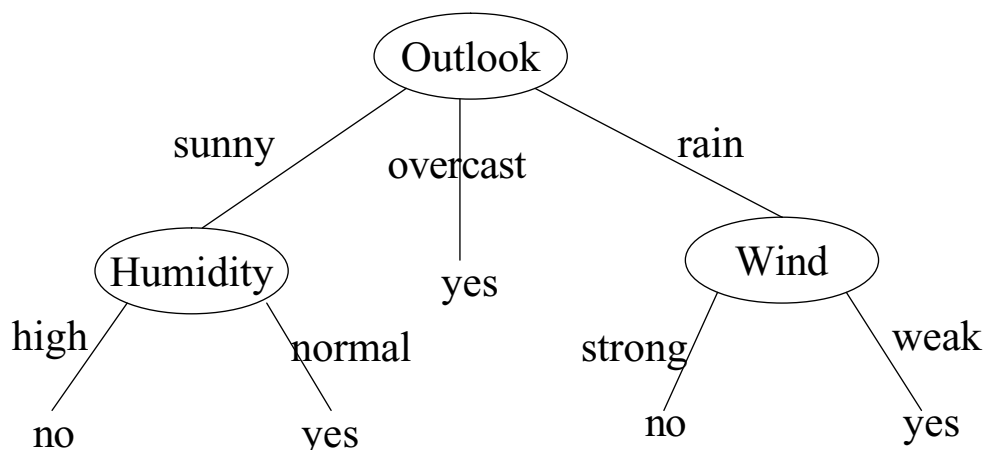 Outlook
sunny
overcast
rain
Humidity
yes
Wind
high
normal
strong
weak
no
yes
no
yes